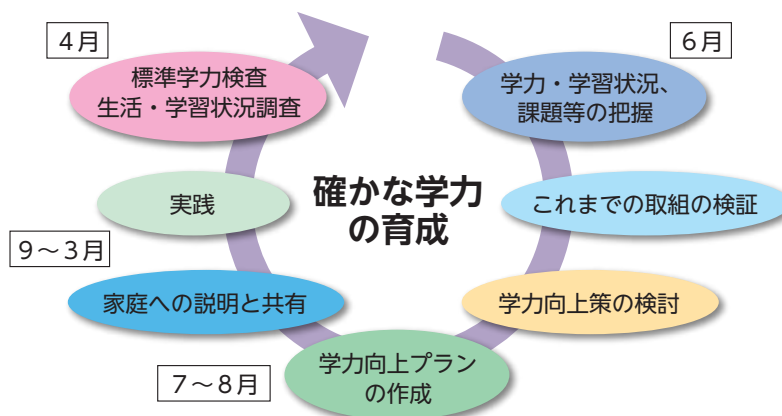 4月
標準学力検査
生活・学習状況調査
6月
学力・学習状況、
課題等の把握
確かな学力
の育成
実践
これまでの取組の検証
9～3月
家庭への説明と共有
学力向上策の検討
7～8月
学力向上プラン
の作成